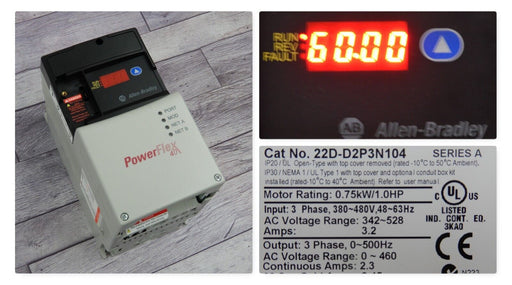 PORT
MOD
NET A
NET B
Allen-Bradley
PowerFlex
RUN
REV
FAULT
60.00
AB Allen-Bradley
Cat No. 22D-D2P3N104 SERIES A
IP20 / UL Open-Type with top cover removed (rated -10°C to 50°C Ambient).
IP30 / NEMA 1 / UL Type 1 with top cover and optional conduit box kit
installed (rated -10°C to 40°C Ambient) Refer to user manual
Motor Rating: 0.75kW/1.0HP
Input: 3 Phase, 380~480V,48~63Hz
AC Voltage Range: 342~528
Amps: 3.2
Output: 3 Phase, 0~500Hz
AC Voltage Range: 0 ~ 460
Continuous Amps: 2.3
C UL US
LISTED
IND. CONT. EQ.
3KA0
CE
N223